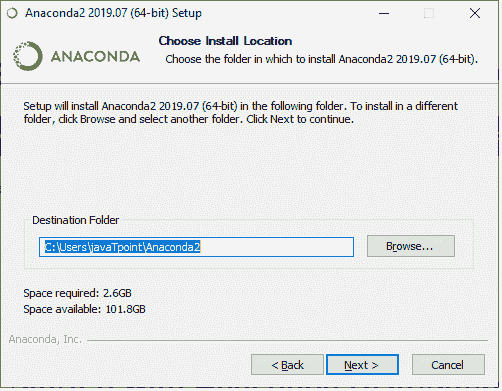 Anaconda2 2019.07 (64-bit) Setup
ANACONDA
Choose Install Location
Choose the folder in which to install Anaconda2 2019.07 (64-bit).
Setup will install Anaconda2 2019.07 (64-bit) in the following folder. To install in a different
folder, click Browse and select another folder. Click Next to continue.
Destination Folder
C:\Users\javaTpoint\Anaconda2
Browse...
Space required: 2.6GB
Space available: 101.8GB
Anaconda, Inc.
< Back
Next >
Cancel